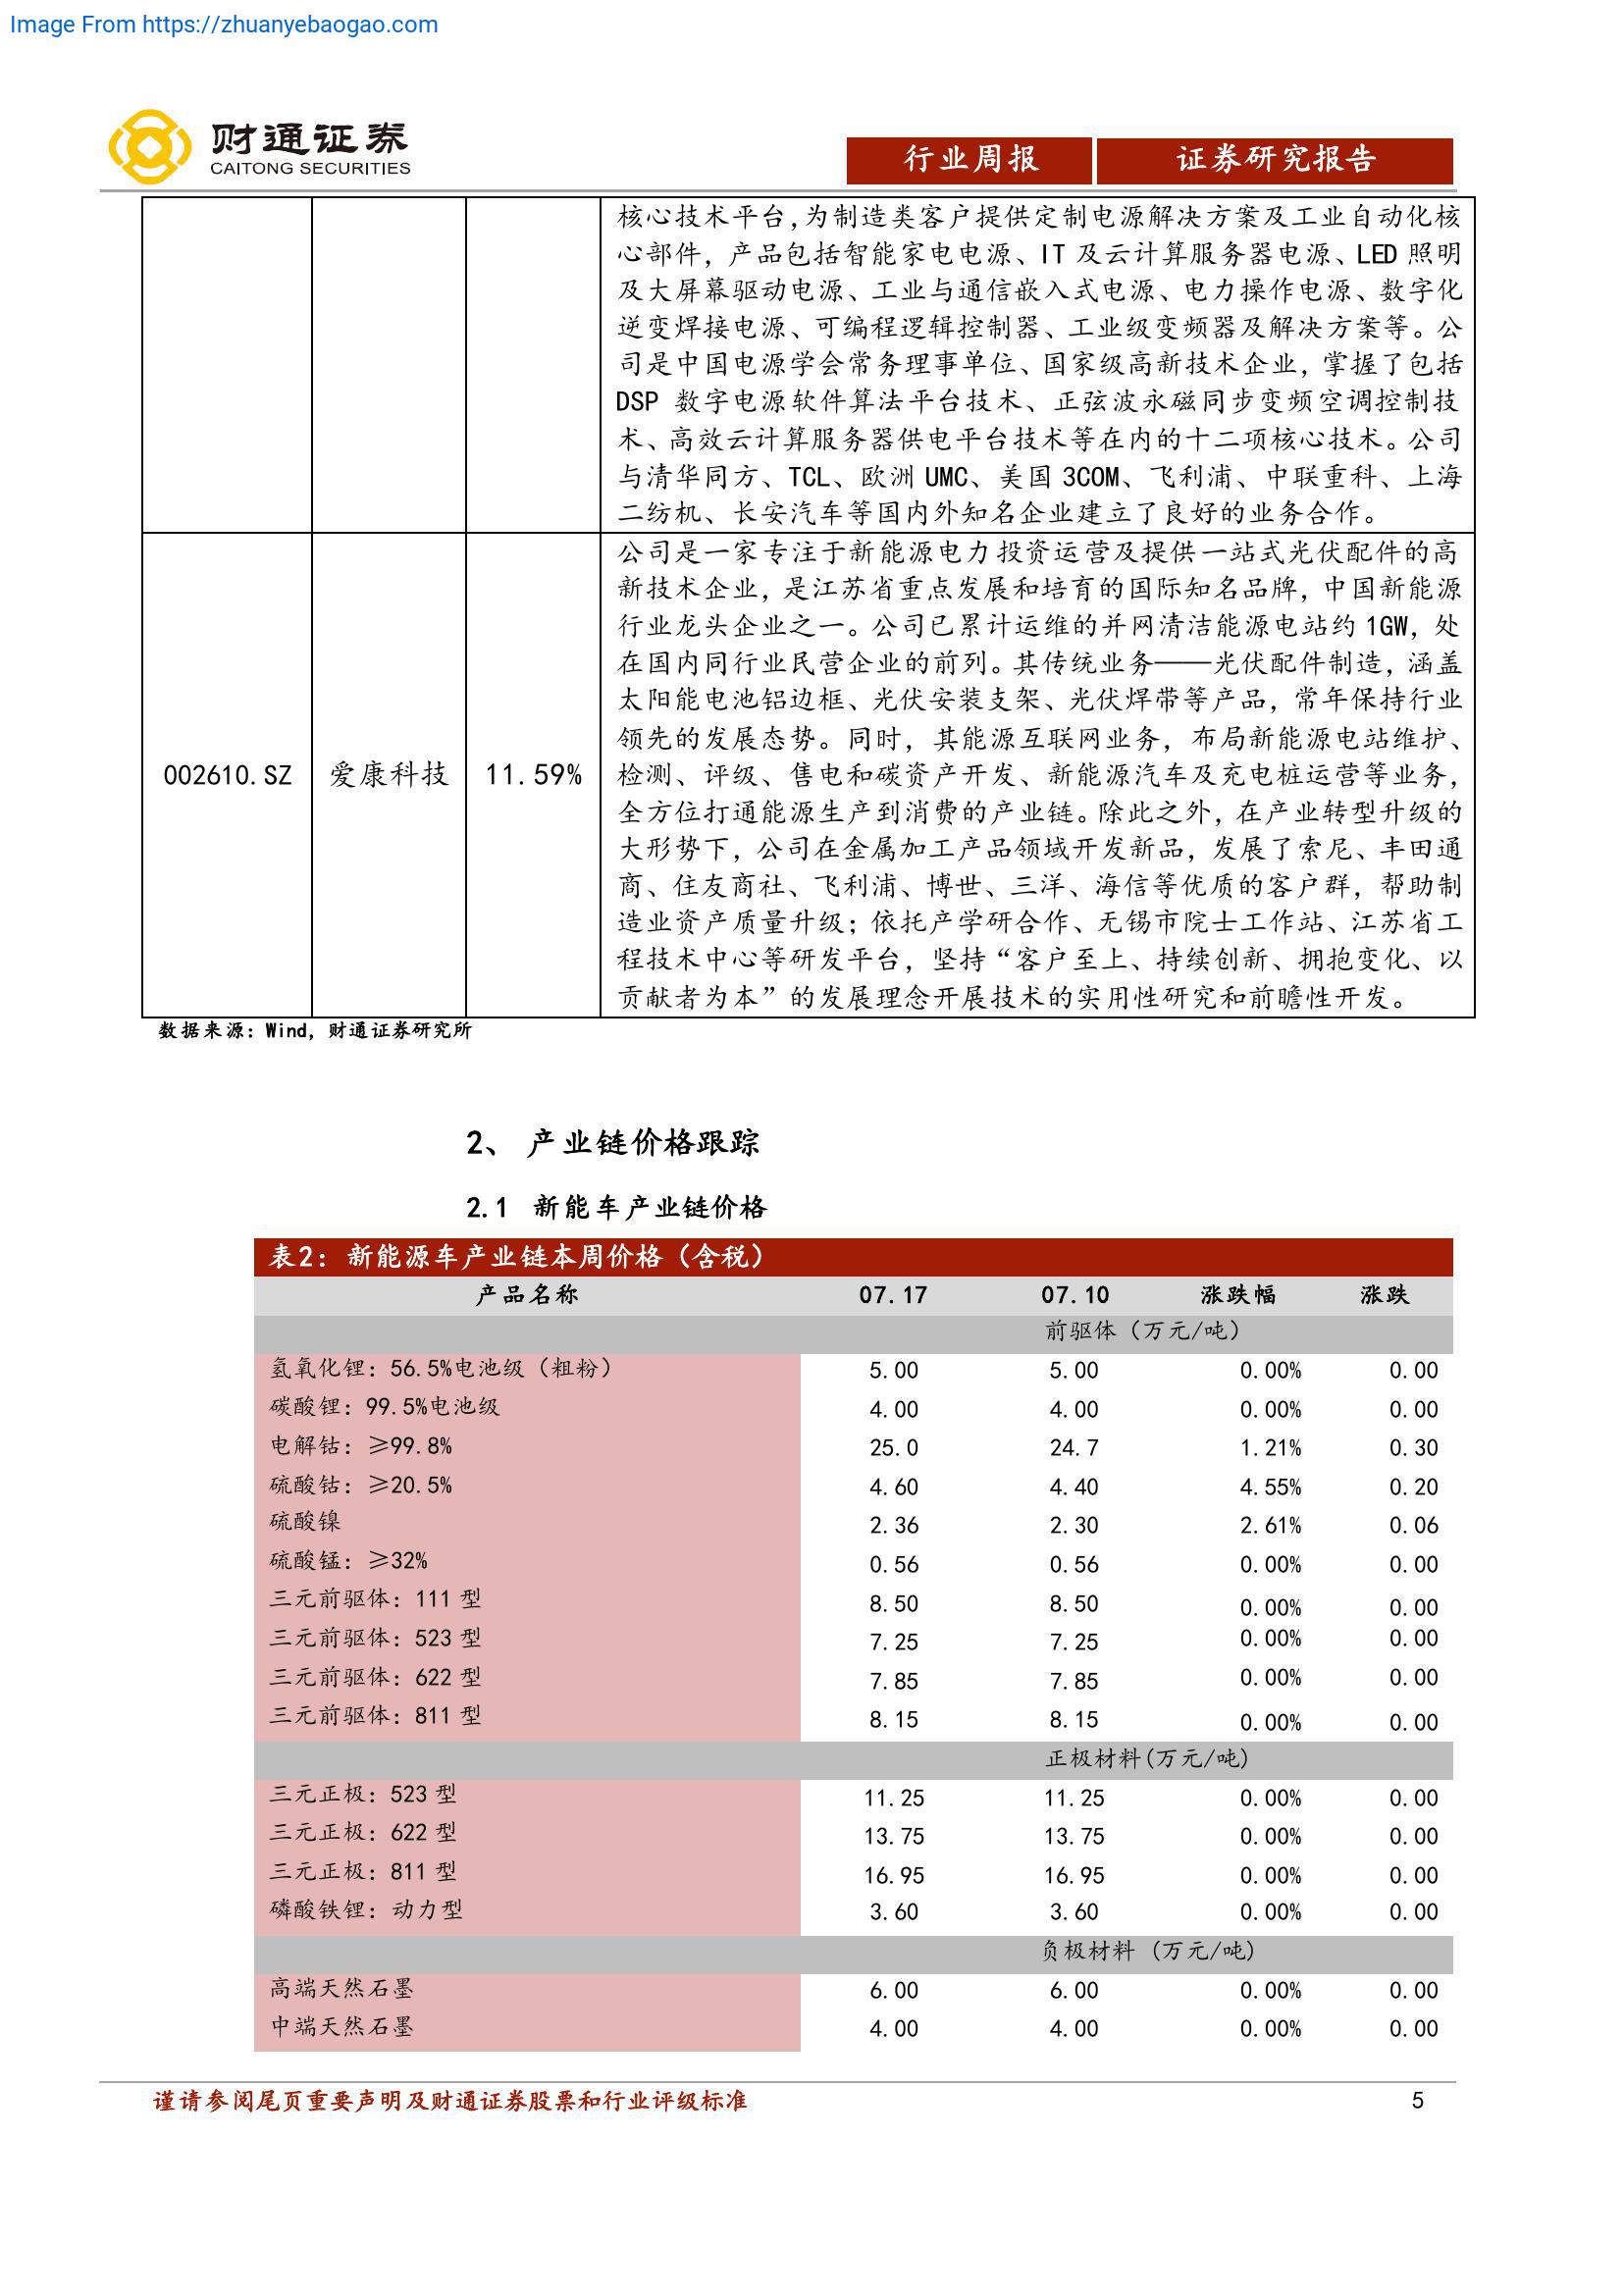 Image From https://zhuanyebaogao.com
财通证券
CAITONG SECURITIES
行业周报 证券研究报告
核心技术平台,为制造类客户提供定制电源解决方案及工业自动化核
心部件，产品包括智能家电电源、IT 及云计算服务器电源、LED 照明
及大屏幕驱动电源、工业与通信嵌入式电源、电力操作电源、数字化
逆变焊接电源、可编程逻辑控制器、工业级变频器及解决方案等。公
司是中国电源学会常务理事单位、国家级高新技术企业，掌握了包括
DSP 数字电源软件算法平台技术、正弦波永磁同步变频空调控制技
术、高效云计算服务器供电平台技术等在内的十二项核心技术。公司
与清华同方、TCL、欧洲 UMC、美国 3COM、飞利浦、中联重科、上海
二纺机、长安汽车等国内外知名企业建立了良好的业务合作。
002610.SZ 爱康科技 11.59%
公司是一家专注于新能源电力投资运营及提供一站式光伏配件的高
新技术企业，是江苏省重点发展和培育的国际知名品牌，中国新能源
行业龙头企业之一。公司已累计运维的并网清洁能源电站约 1GW，处
在国内同行业民营企业的前列。其传统业务——光伏配件制造，涵盖
太阳能电池铝边框、光伏安装支架、光伏焊带等产品，常年保持行业
领先的发展态势。同时，其能源互联网业务，布局新能源电站维护、
检测、评级、售电和碳资产开发、新能源汽车及充电桩运营等业务，
全方位打通能源生产到消费的产业链。除此之外，在产业转型升级的
大形势下，公司在金属加工产品领域开发新品，发展了索尼、丰田通
商、住友商社、飞利浦、博世、三洋、海信等优质的客户群，帮助制
造业资产质量升级；依托产学研合作、无锡市院士工作站、江苏省工
程技术中心等研发平台，坚持“客户至上、持续创新、拥抱变化、以
贡献者为本”的发展理念开展技术的实用性研究和前瞻性开发。
数据来源：Wind，财通证券研究所
2、 产业链价格跟踪
2.1 新能车产业链价格
表2：新能源车产业链本周价格（含税）
产品名称 07.17 07.10 涨跌幅 涨跌
前驱体（万元/吨）
氢氧化锂：56.5%电池级（粗粉） 5.00 5.00 0.00% 0.00
碳酸锂：99.5%电池级 4.00 4.00 0.00% 0.00
电解钴：≥99.8% 25.0 24.7 1.21% 0.30
硫酸钴：≥20.5% 4.60 4.40 4.55% 0.20
硫酸镍 2.36 2.30 2.61% 0.06
硫酸锰：≥32% 0.56 0.56 0.00% 0.00
三元前驱体：111 型 8.50 8.50 0.00% 0.00
三元前驱体：523 型 7.25 7.25 0.00% 0.00
三元前驱体：622 型 7.85 7.85 0.00% 0.00
三元前驱体：811 型 8.15 8.15 0.00% 0.00
正极材料(万元/吨)
三元正极：523 型 11.25 11.25 0.00% 0.00
三元正极：622 型 13.75 13.75 0.00% 0.00
三元正极：811 型 16.95 16.95 0.00% 0.00
磷酸铁锂：动力型 3.60 3.60 0.00% 0.00
负极材料 (万元/吨)
高端天然石墨 6.00 6.00 0.00% 0.00
中端天然石墨 4.00 4.00 0.00% 0.00
谨请参阅尾页重要声明及财通证券股票和行业评级标准 5